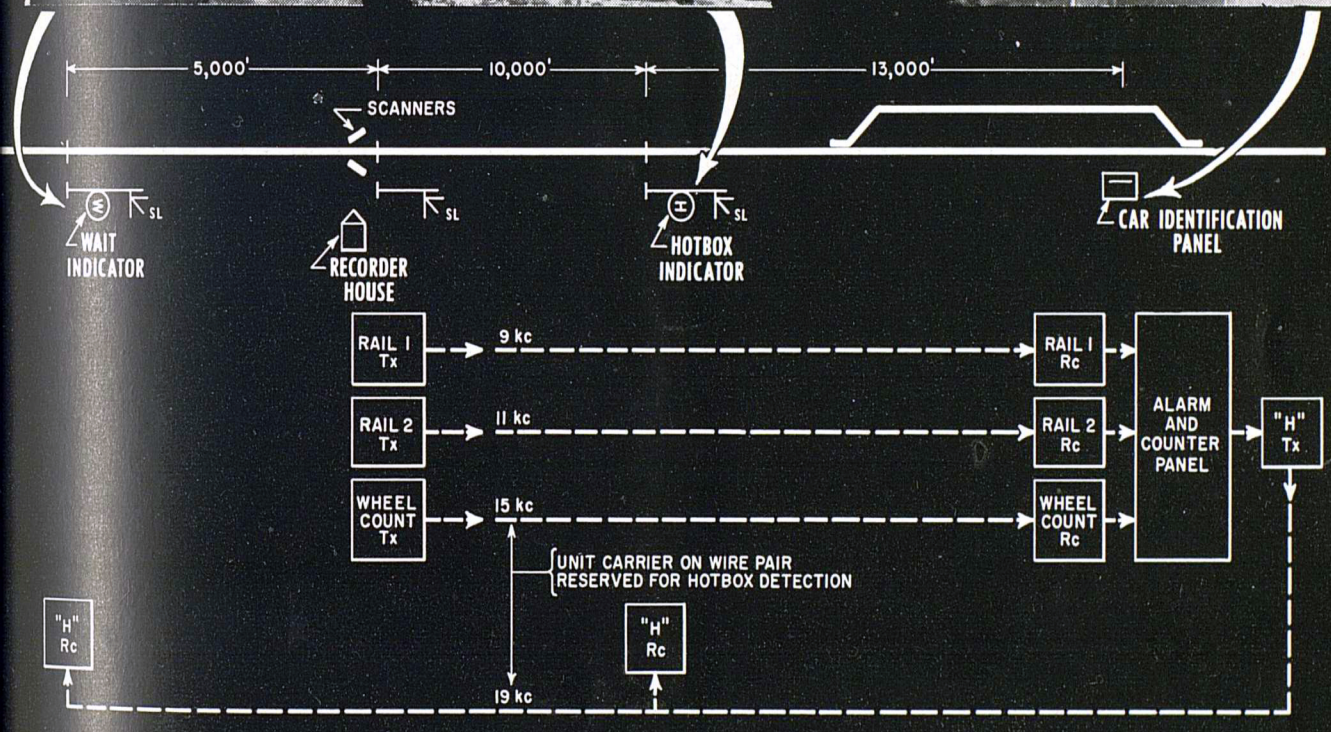 5,000'
10,000'
13,000'
SCANNERS
W
SL
SL
H
SL
WAIT
INDICATOR
RECORDER
HOUSE
HOTBOX
INDICATOR
CAR IDENTIFICATION
PANEL
RAIL 1
Tx
9 kc
RAIL 1
Rc
RAIL 2
Tx
11 kc
RAIL 2
Rc
ALARM
AND
COUNTER
PANEL
"H"
Tx
WHEEL
COUNT
Tx
15 kc
WHEEL
COUNT
Rc
UNIT CARRIER ON WIRE PAIR
RESERVED FOR HOTBOX DETECTION
"H"
Rc
"H"
Rc
19 kc